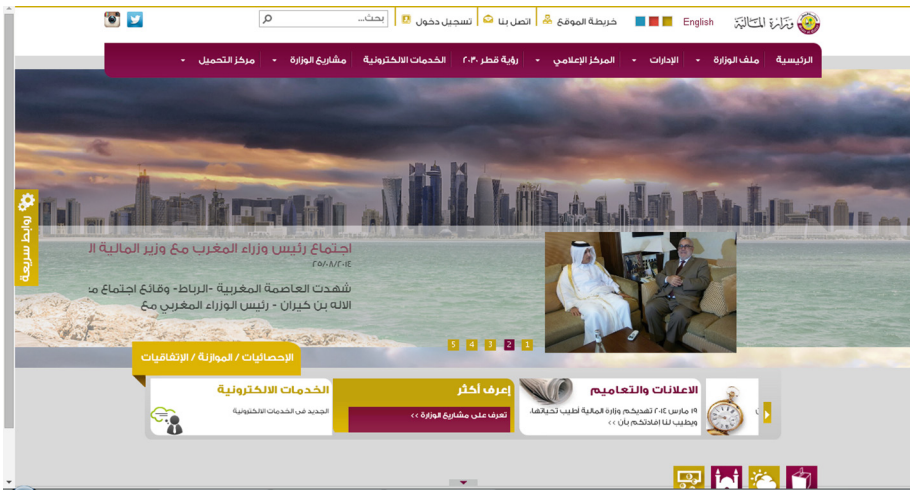 وزارة المالية
English
خريطة الموقع
اتصل بنا
تسجيل دخول
بحث...
الرئيسية
ملف الوزارة
الإدارات
المركز الإعلامي
رؤية قطر ٢٠٣٠
الخدمات الالكترونية
مشاريع الوزارة
مركز التحميل
روابط سريعة
اجتماع رئيس وزراء المغرب مع وزير المالية ال
٢٥/٠٨/٢٠١٤
شهدت العاصمة المغربية -الرباط- وقائع اجتماع م
الاله بن كيران - رئيس الوزراء المغربي مع
1 2 3 4 5
الإحصائيات / الموازنة / الإتفاقيات
الاعلانات والتعاميم
١٩ مارس ٢٠١٤ تهديكم وزارة المالية أطيب تحياتها،
ويطيب لنا إفادتكم بأن >>
إعرف أكثر
تعرف على مشاريع الوزارة >>
الخدمات الالكترونية
الجديد في الخدمات الالكترونية